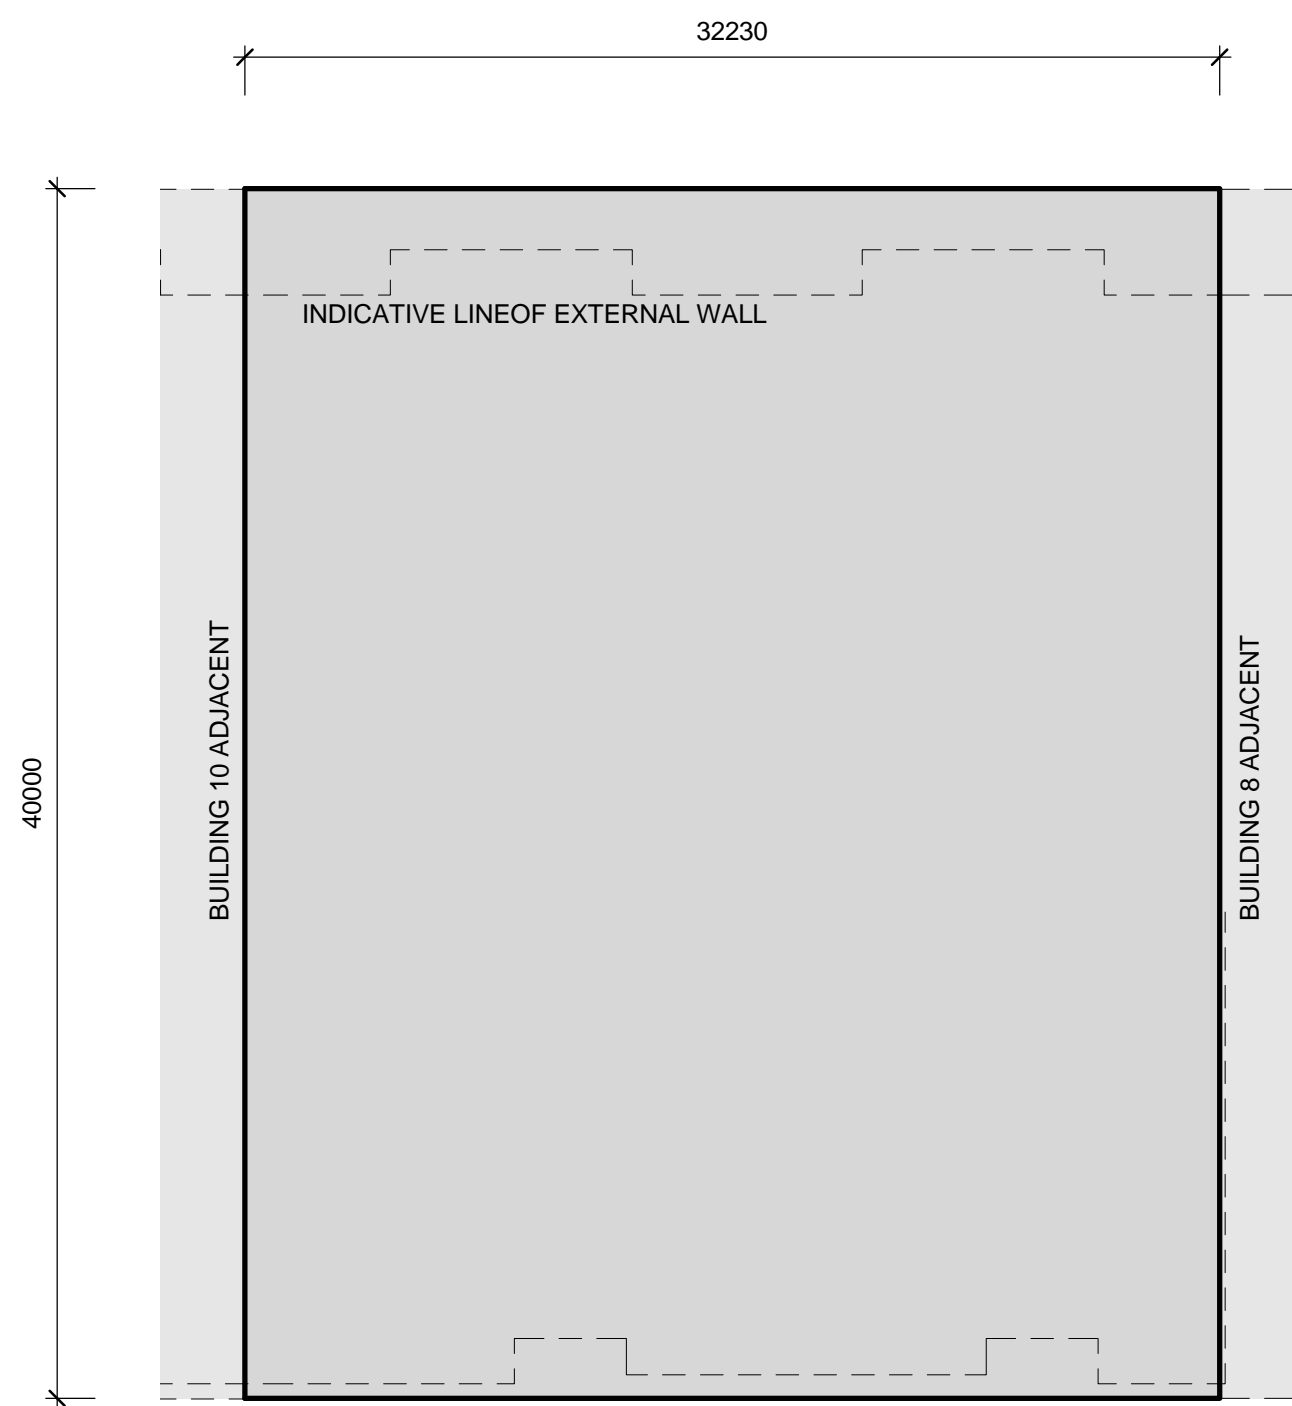 32230
INDICATIVE LINEOF EXTERNAL WALL
BUILDING 10 ADJACENT
BUILDING 8 ADJACENT
40000